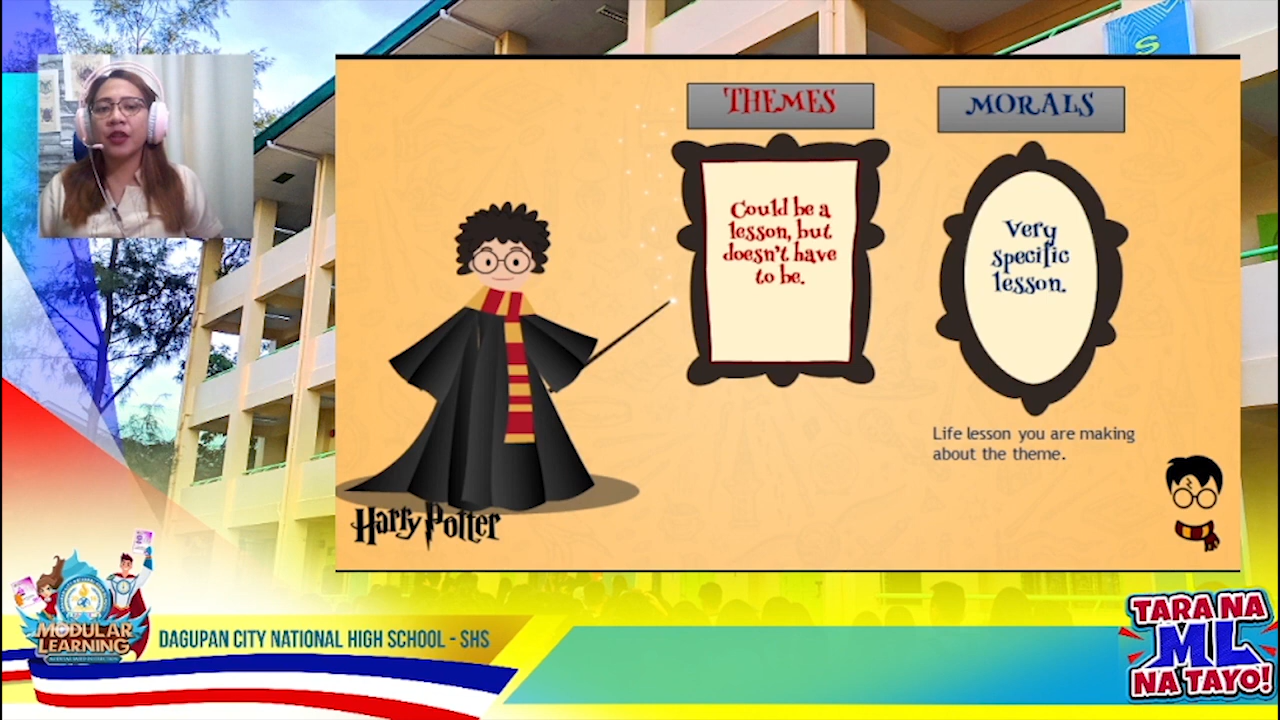 S
THEMES
MORALS
Could be a
lesson, but
doesn't have
to be.
Very
specific
lesson.
Life lesson you are making
about the theme.
Harry Potter
MODULAR
LEARNING
DAGUPAN CITY NATIONAL HIGH SCHOOL - SHS
TARA NA
ML
NA TAYO!